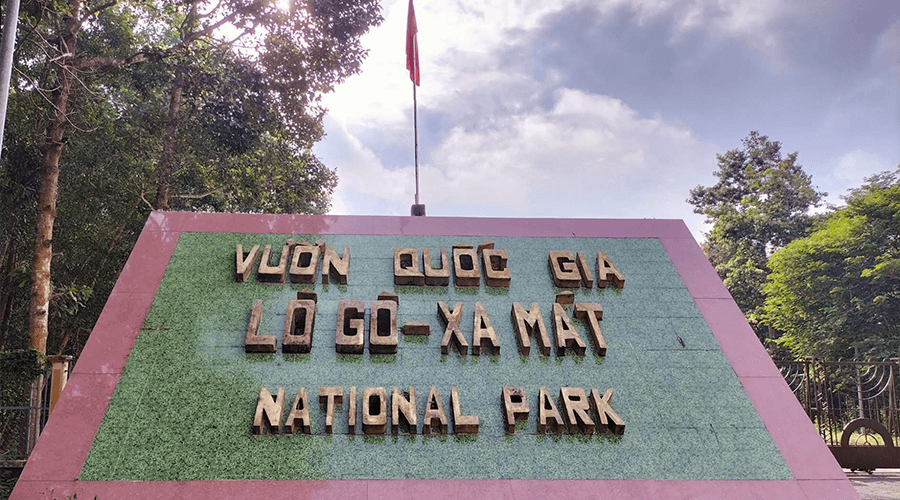 VƯỜN QUỐC GIA
LÒ GÒ-XA MÁT
NATIONAL PARK